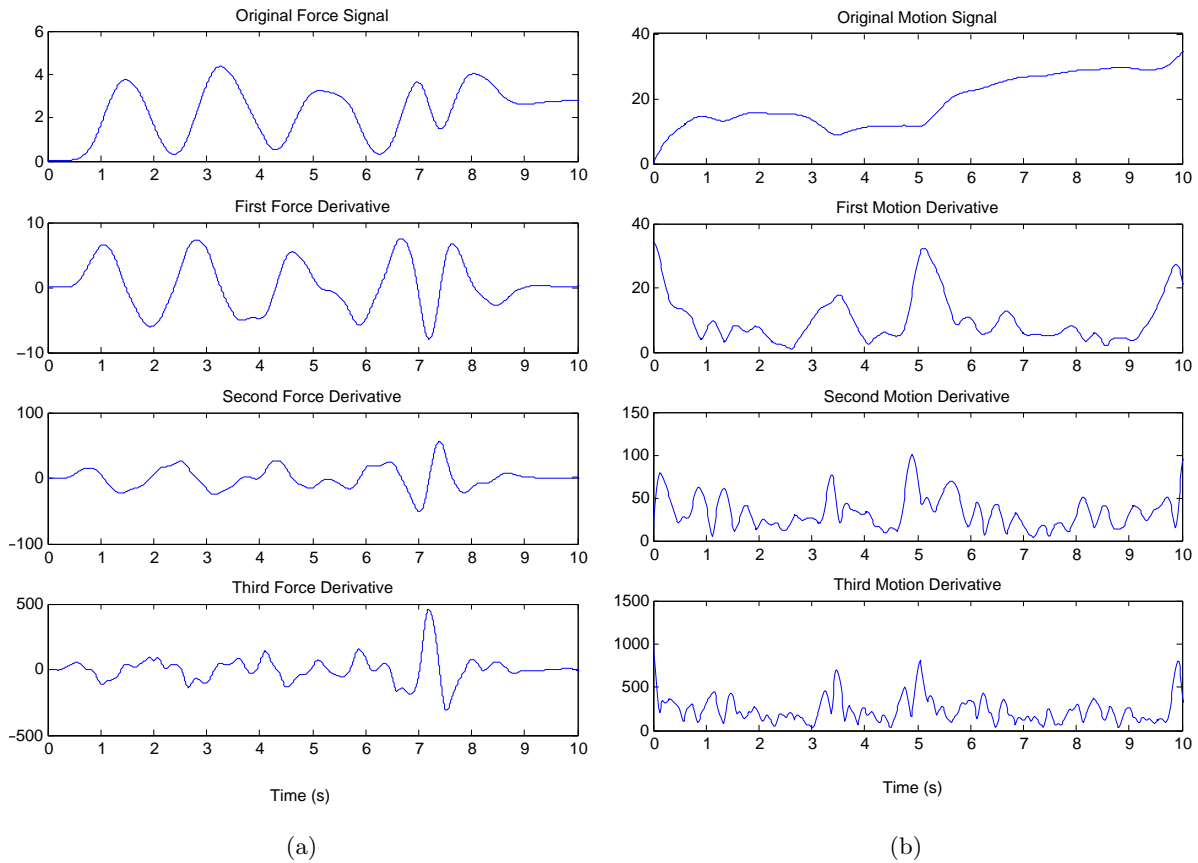 Original Force Signal
6
4
2
0
0 1 2 3 4 5 6 7 8 9 10
First Force Derivative
10
0
−10
0 1 2 3 4 5 6 7 8 9 10
Second Force Derivative
100
0
−100
0 1 2 3 4 5 6 7 8 9 10
Third Force Derivative
500
0
−500
0 1 2 3 4 5 6 7 8 9 10
Time (s)
(a)
Original Motion Signal
40
20
0
0 1 2 3 4 5 6 7 8 9 10
First Motion Derivative
40
20
0
0 1 2 3 4 5 6 7 8 9 10
Second Motion Derivative
150
100
50
0
0 1 2 3 4 5 6 7 8 9 10
Third Motion Derivative
1500
1000
500
0
0 1 2 3 4 5 6 7 8 9 10
Time (s)
(b)